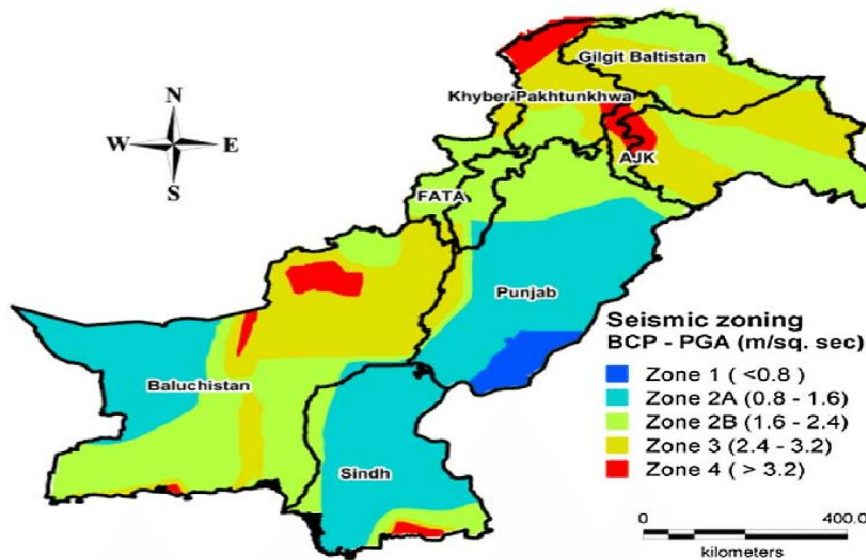 Gilgit Baltistan
Khyber Pakhtunkhwa
N
W E
S
AJK
FATA
Punjab
Baluchistan
Sindh
Seismic zoning
BCP - PGA (m/sq. sec)
Zone 1 ( <0.8 )
Zone 2A (0.8 - 1.6)
Zone 2B (1.6 - 2.4)
Zone 3 (2.4 - 3.2)
Zone 4 ( > 3.2)
0 400.0
kilometers